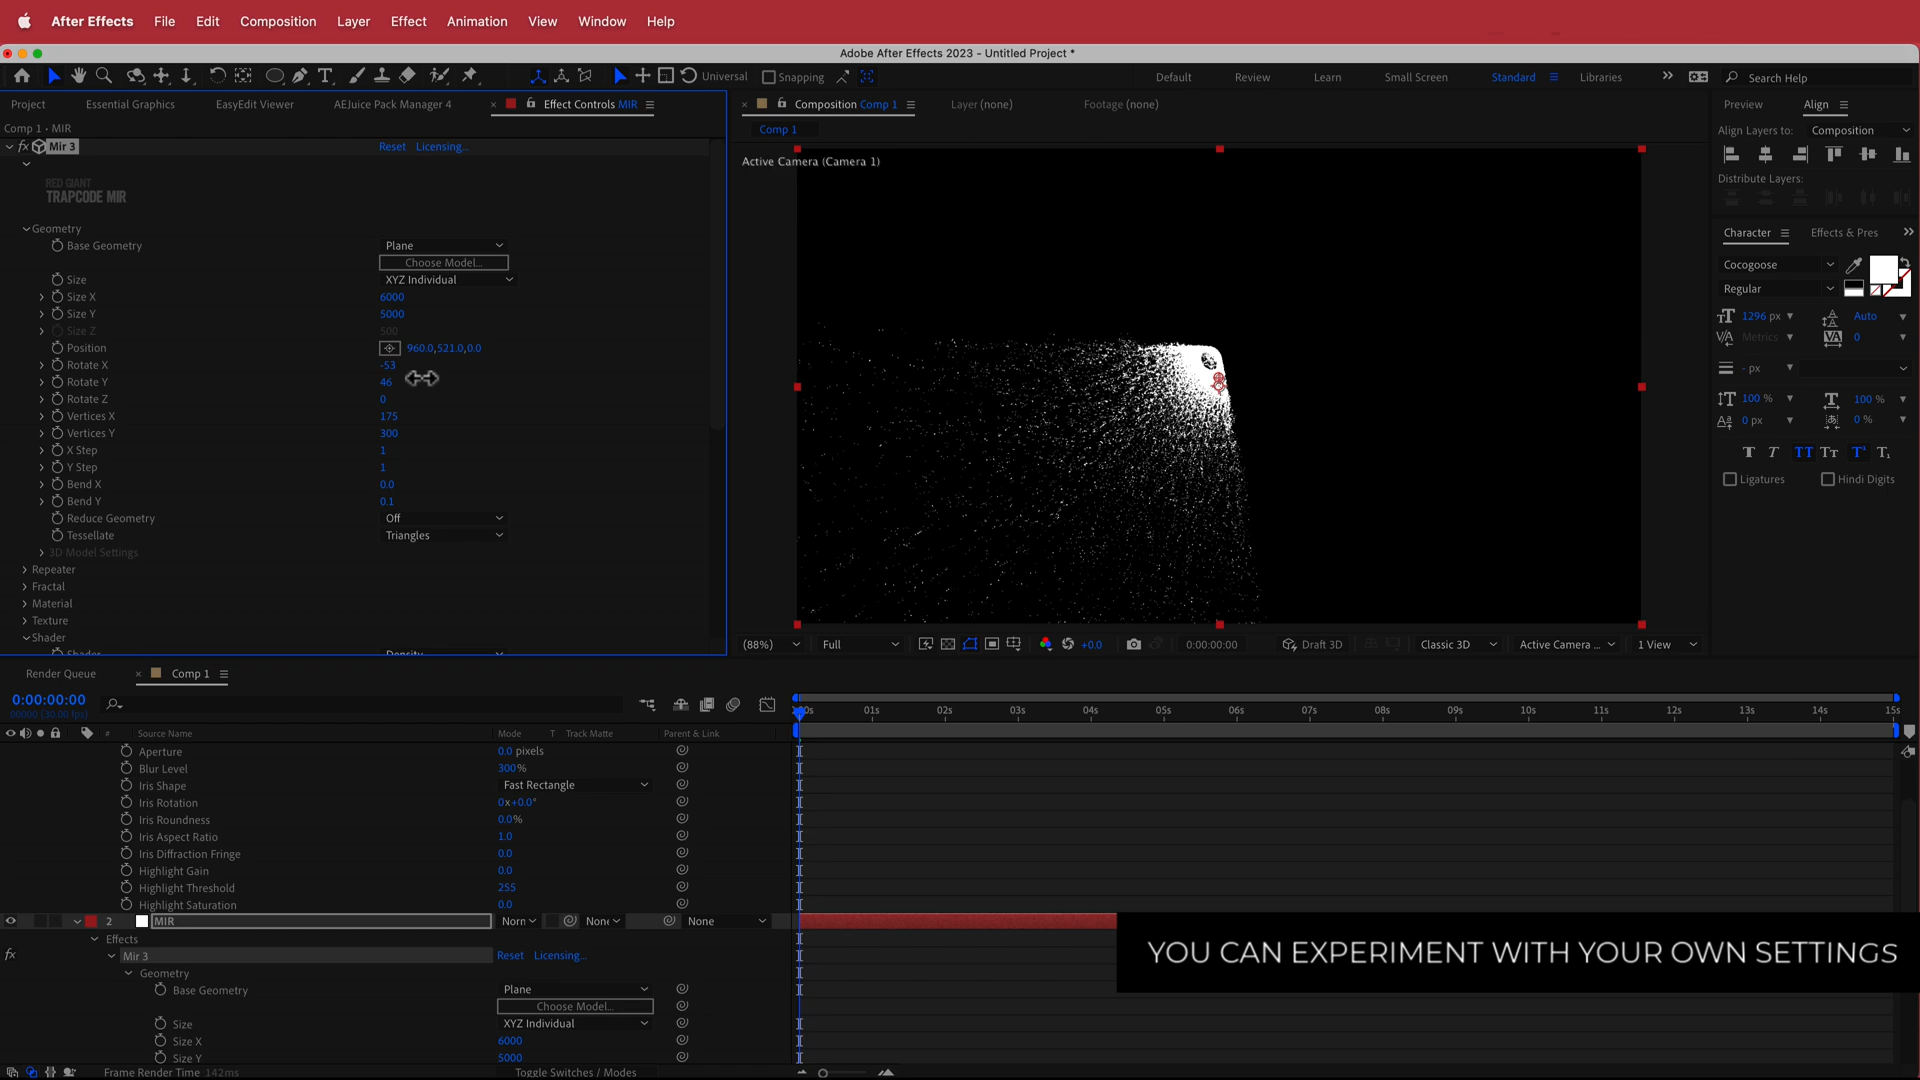 After Effects File Edit Composition Layer Effect Animation View Window Help
Adobe After Effects 2023 - Untitled Project *
Universal Snapping Default Review Learn Small Screen Standard Libraries Search Help
Project Essential Graphics EasyEdit Viewer AEJuice Pack Manager 4 × Effect Controls MIR
Comp 1 • MIR
fx Mir 3 Reset Licensing...
RED GIANT
TRAPCODE MIR
Geometry
Base Geometry Plane
Choose Model...
Size XYZ Individual
Size X 6000
Size Y 5000
Size Z 500
Position 960.0,521.0,0.0
Rotate X -53
Rotate Y 46
Rotate Z 0
Vertices X 175
Vertices Y 300
X Step 1
Y Step 1
Bend X 0.0
Bend Y 0.1
Reduce Geometry Off
Tessellate Triangles
3D Model Settings
Repeater
Fractal
Material
Texture
Shader
Shader Density
× Composition Comp 1 Layer (none) Footage (none)
Comp 1
Active Camera (Camera 1)
(88%) Full +0.0 0:00:00:00 Draft 3D Classic 3D Active Camera ... 1 View
Preview Align
Align Layers to: Composition
Distribute Layers:
Character Effects & Pres
Cocogoose
Regular
1296 px Auto
Metrics 0
- px
100 % 100 %
0 px 0 %
T T TT Tr T¹ T₁
Ligatures Hindi Digits
Render Queue × Comp 1
0:00:00:00
00000 (30.00 fps)
:00s 01s 02s 03s 04s 05s 06s 07s 08s 09s 10s 11s 12s 13s 14s 15s
# Source Name Mode T Track Matte Parent & Link
Aperture 0.0 pixels
Blur Level 300%
Iris Shape Fast Rectangle
Iris Rotation 0x+0.0°
Iris Roundness 0.0%
Iris Aspect Ratio 1.0
Iris Diffraction Fringe 0.0
Highlight Gain 0.0
Highlight Threshold 255
Highlight Saturation 0.0
2 MIR Norn None None
Effects
fx Mir 3 Reset Licensing...
Geometry
Base Geometry Plane
Choose Model...
Size XYZ Individual
Size X 6000
Size Y 5000
Frame Render Time 142ms Toggle Switches / Modes
YOU CAN EXPERIMENT WITH YOUR OWN SETTINGS